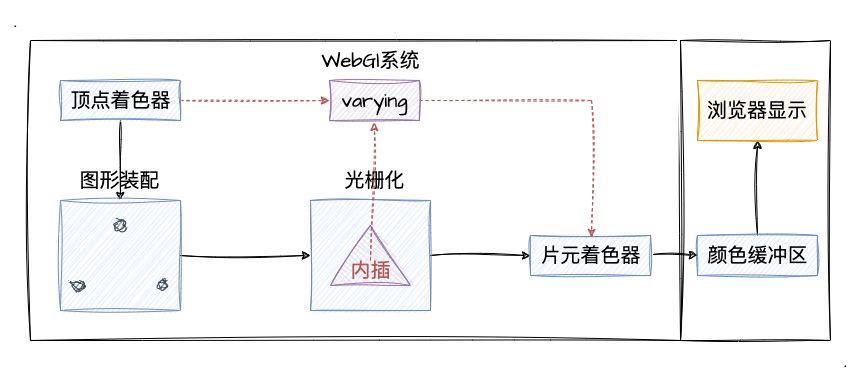 WebGl系统
顶点着色器
varying
浏览器显示
图形装配
光栅化
内插
片元着色器
颜色缓冲区